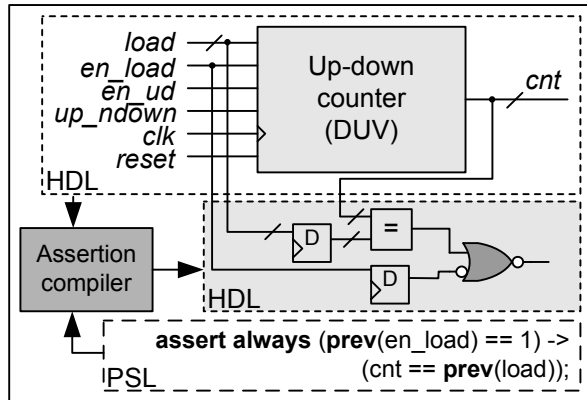 load
en_load
en_ud
up_ndown
clk
reset
Up-down
counter
(DUV)
cnt
HDL
Assertion
compiler
D
=
D
HDL
assert always (prev(en_load) == 1) ->
(cnt == prev(load));
PSL